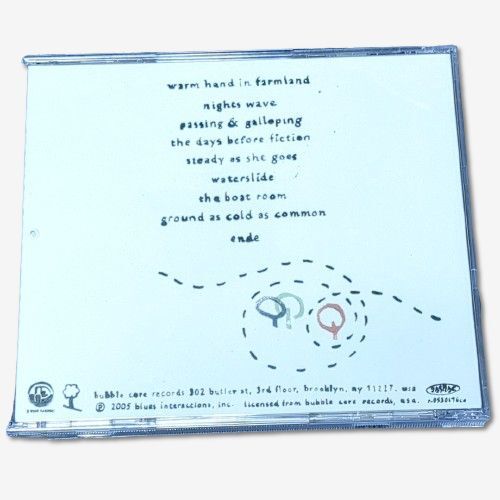 warm hand in farmland
nights wave
passing & galloping
the days before fiction
steady as she goes
waterslide
the boat room
ground as cold as common
ende
bubble core records 302 butler st, 3rd floor, brooklyn, ny 11217. usa
℗ 2005 blues interactions, inc. licensed from bubble core records, usa.